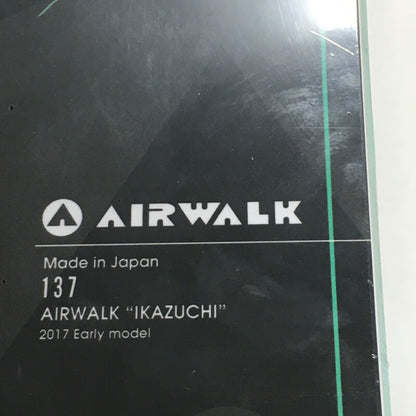 AIRWALK
Made in Japan
137
AIRWALK “IKAZUCHI”
2017 Early model